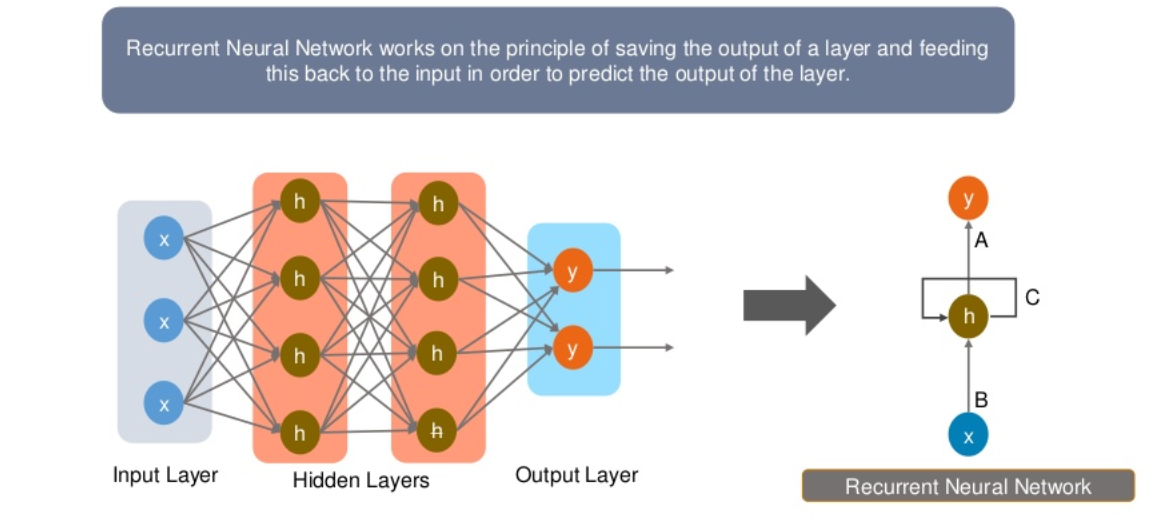 Recurrent Neural Network works on the principle of saving the output of a layer and feeding
this back to the input in order to predict the output of the layer.
x
x
x
h
h
h
h
h
h
h
h
y
y
Input Layer
Hidden Layers
Output Layer
y
A
C
h
B
x
Recurrent Neural Network